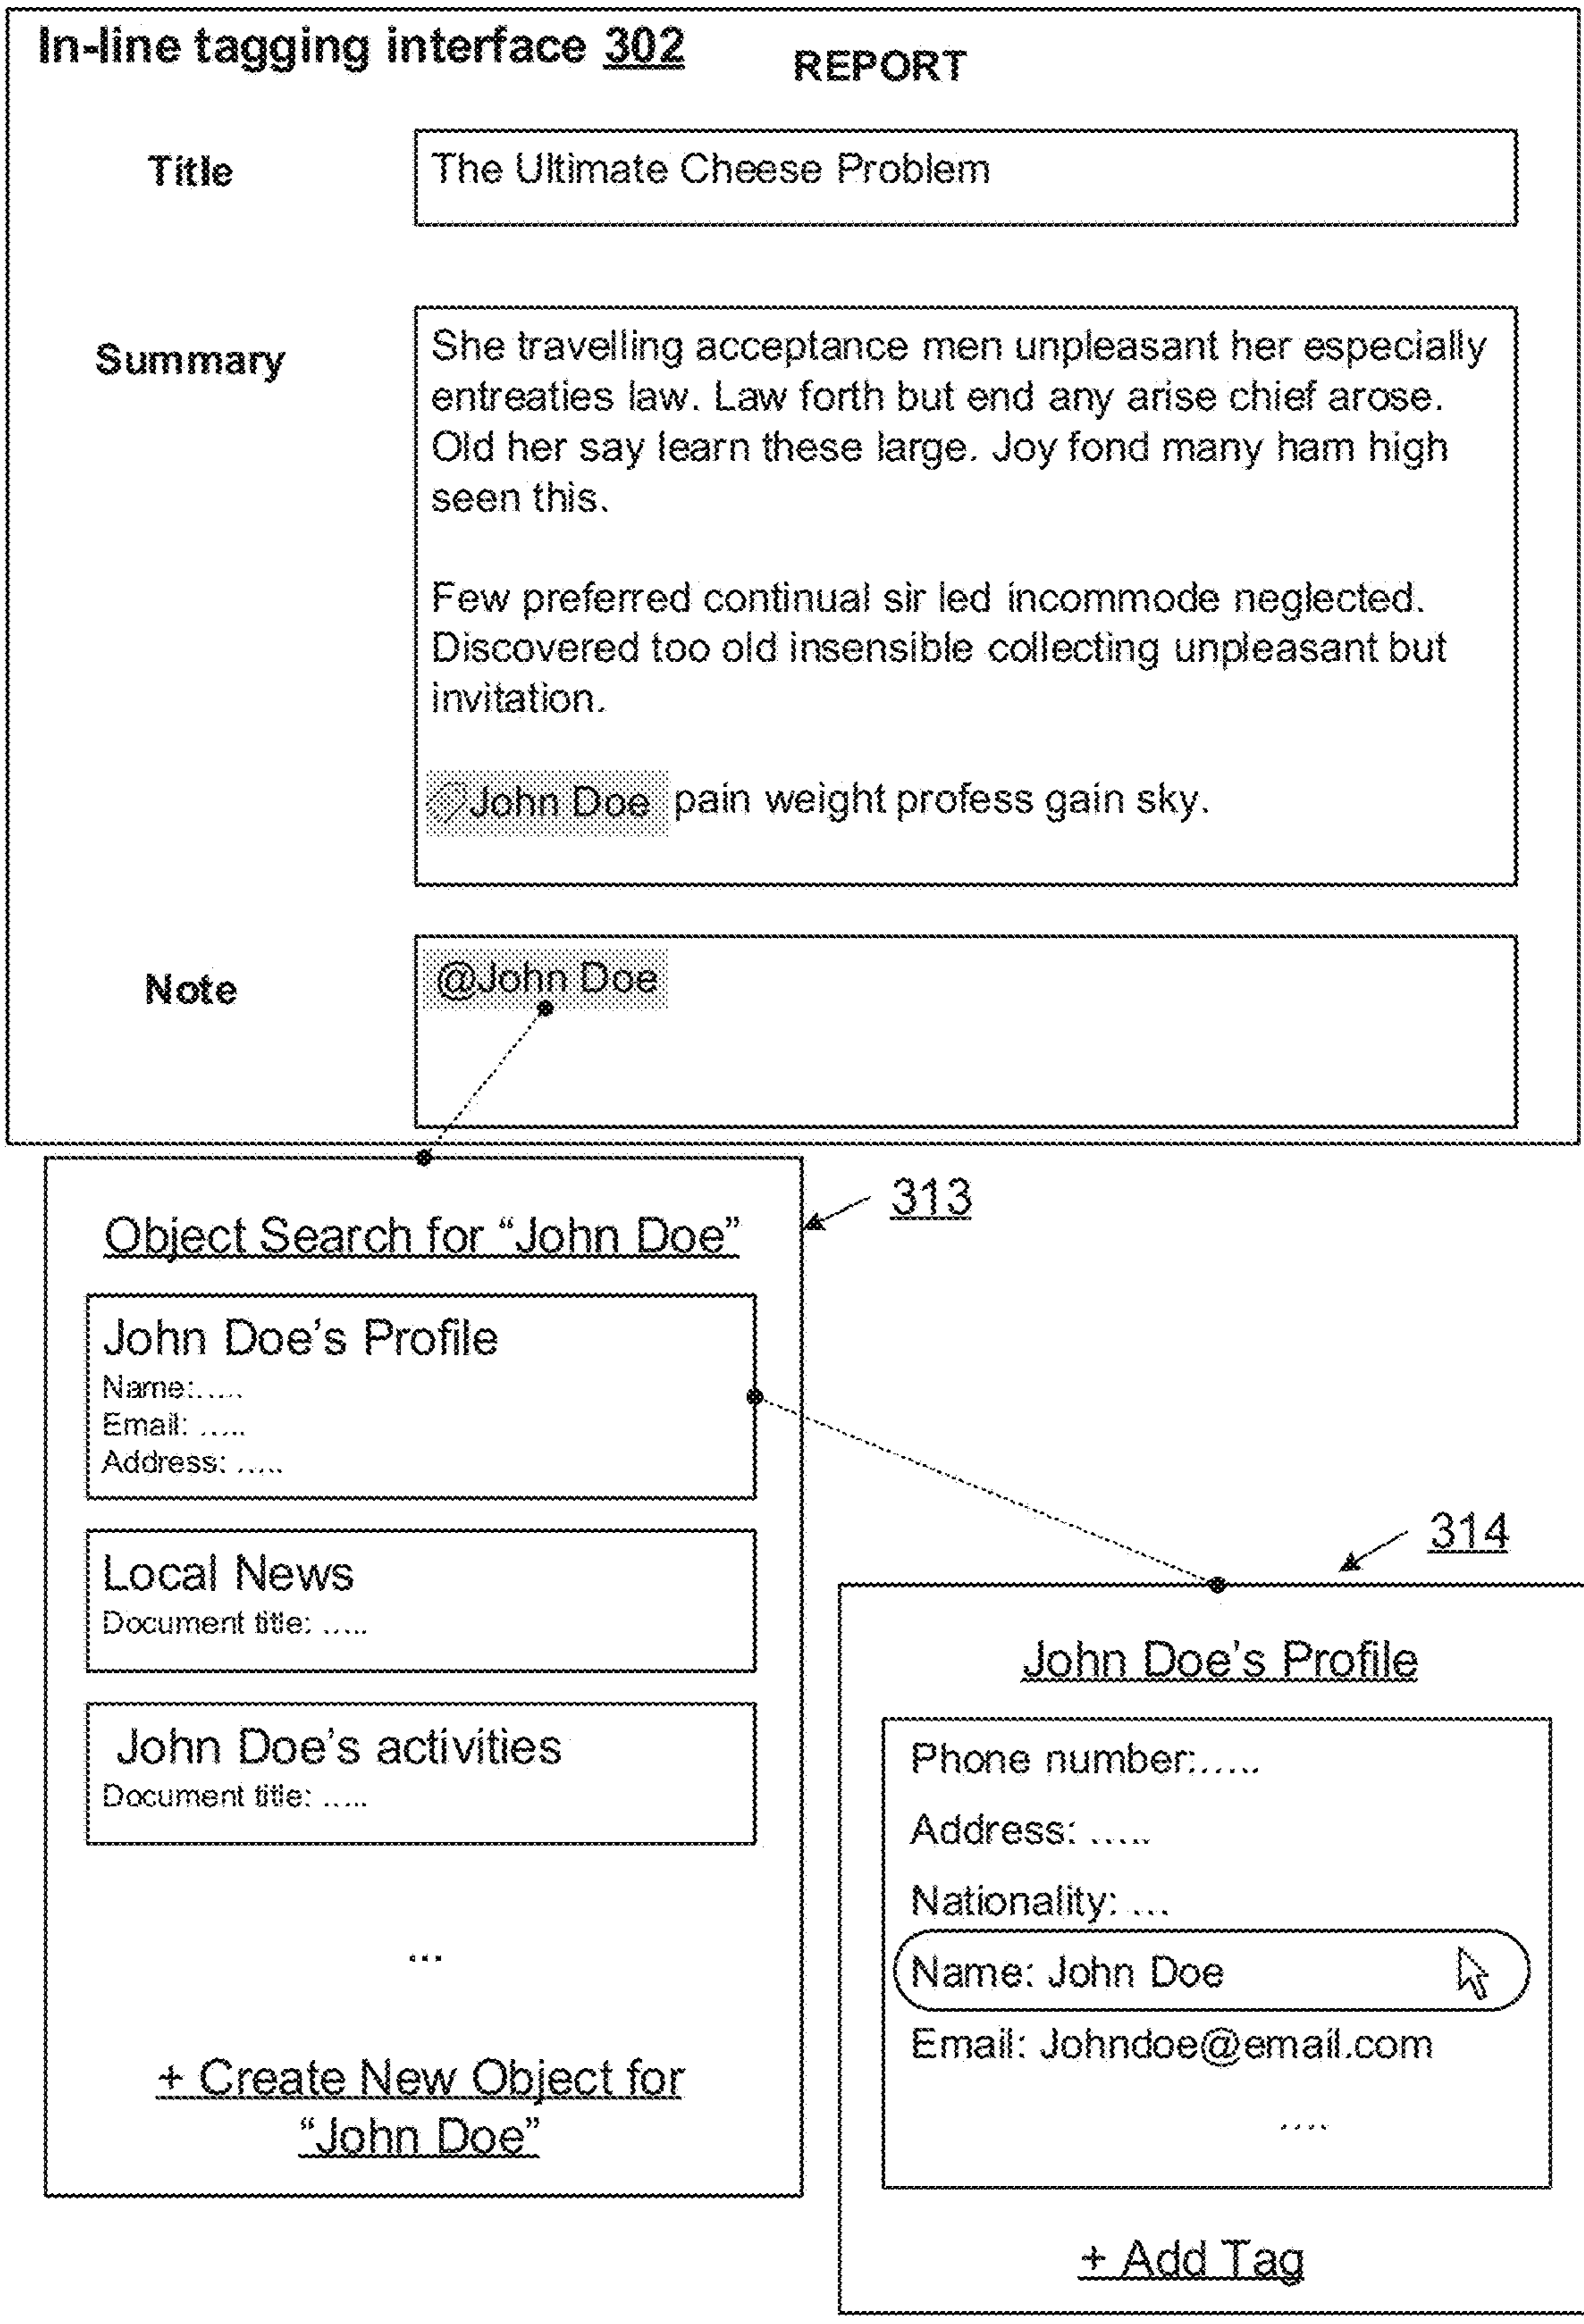 In-line tagging interface 302
REPORT
Title
The Ultimate Cheese Problem
Summary
She travelling acceptance men unpleasant her especially
entreaties law. Law forth but end any arise chief arose.
Old her say learn these large. Joy fond many ham high
seen this.
Few preferred continual sir led incommode neglected.
Discovered too old insensible collecting unpleasant but
invitation.
John Doe pain weight profess gain sky.
Note
@John Doe
313
Object Search for “John Doe”
John Doe’s Profile
Name:.....
Email: .....
Address: .....
Local News
Document title: .....
John Doe’s activities
Document title: .....
...
+ Create New Object for
“John Doe”
314
John Doe’s Profile
Phone number:.....
Address: .....
Nationality: ...
Name: John Doe
Email: Johndoe@email.com
....
+ Add Tag